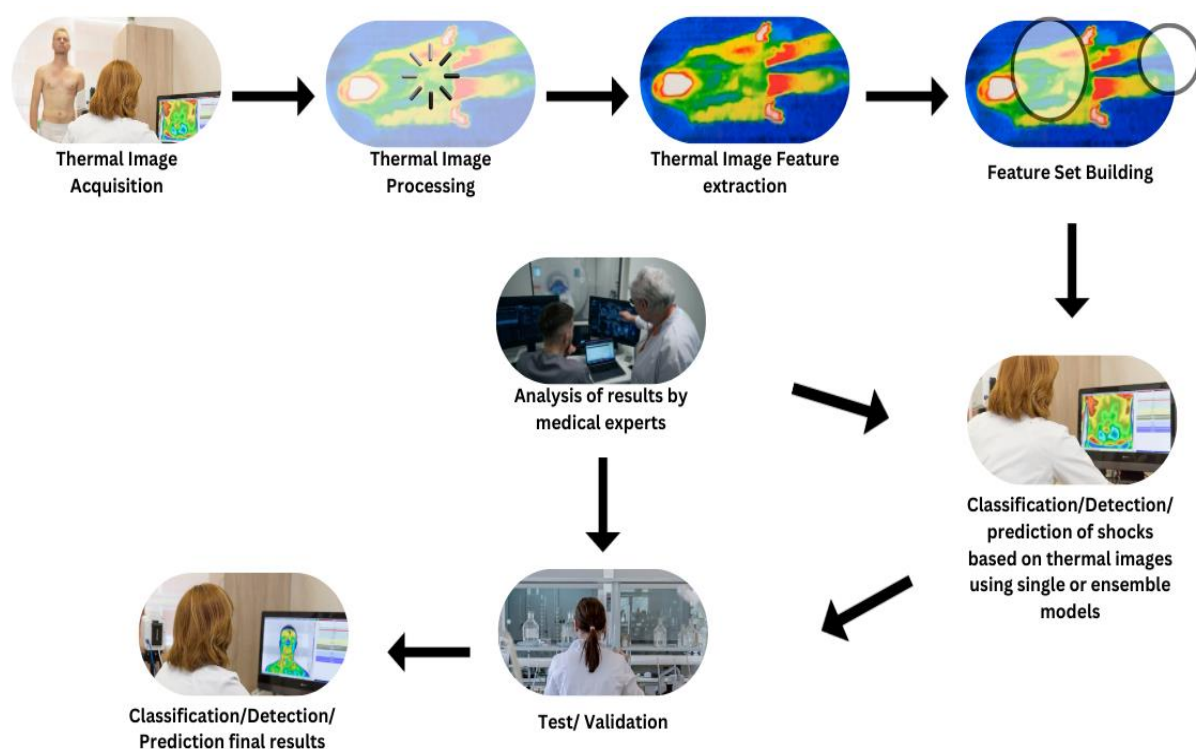 Thermal Image
Acquisition
Thermal Image
Processing
Thermal Image Feature
extraction
Feature Set Building
Analysis of results by
medical experts
Classification/Detection/
prediction of shocks
based on thermal images
using single or ensemble
models
Test/ Validation
Classification/Detection/
Prediction final results